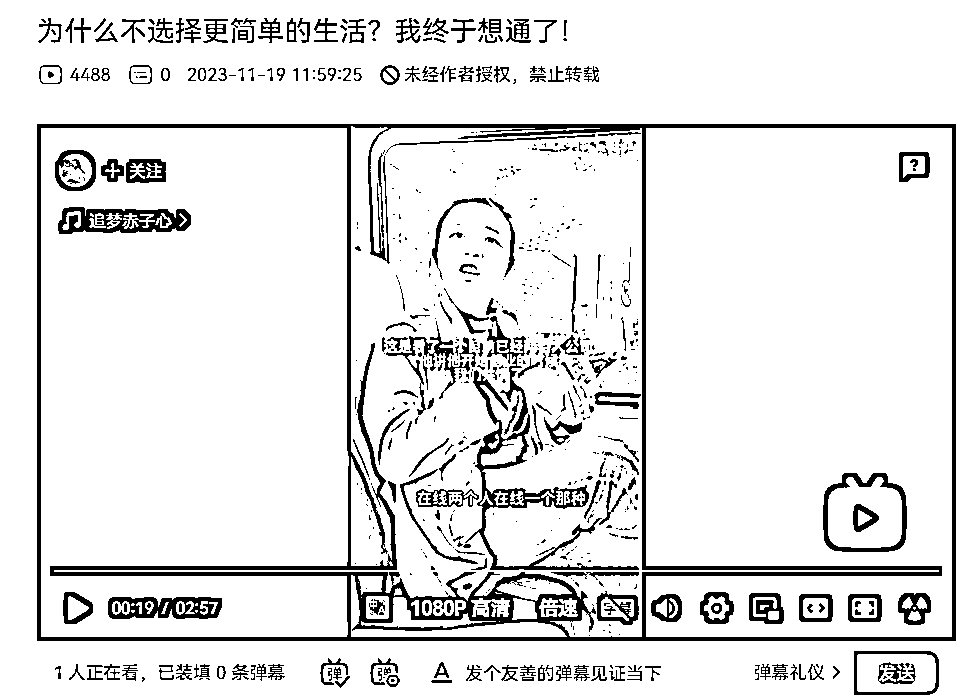 为什么不选择更简单的生活？我终于想通了！
4488 0 2023-11-19 11:59:25 未经作者授权，禁止转载
+ 关注
追梦赤子心
在线两个人在线一个那种
00:19 / 02:57 1080P 高清 倍速
1 人正在看，已装填 0 条弹幕 弹 弹 A 发个友善的弹幕见证当下 弹幕礼仪 发送